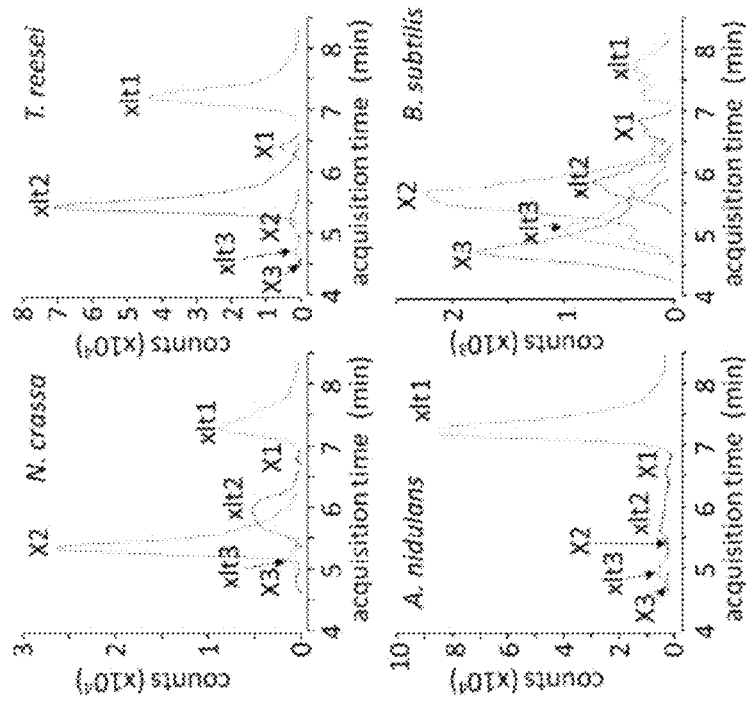 N. crassa
counts (x10⁴)
3
2
1
0
X2
xlt3
X3
xlt2
X1
xlt1
4 5 6 7 8
acquisition time (min)
T. reesei
counts (x10⁴)
8
7
6
5
4
3
2
1
0
xlt2
xlt3
X3
X2
X1
xlt1
4 5 6 7 8
acquisition time (min)
A. nidulans
counts (x10⁴)
10
8
6
4
2
0
X3
xlt3
X2
xlt2
X1
xlt1
4 5 6 7 8
acquisition time (min)
B. subtilis
counts (x10³)
2
1
0
X3
xlt3
X2
xlt2
X1
xlt1
4 5 6 7 8
acquisition time (min)